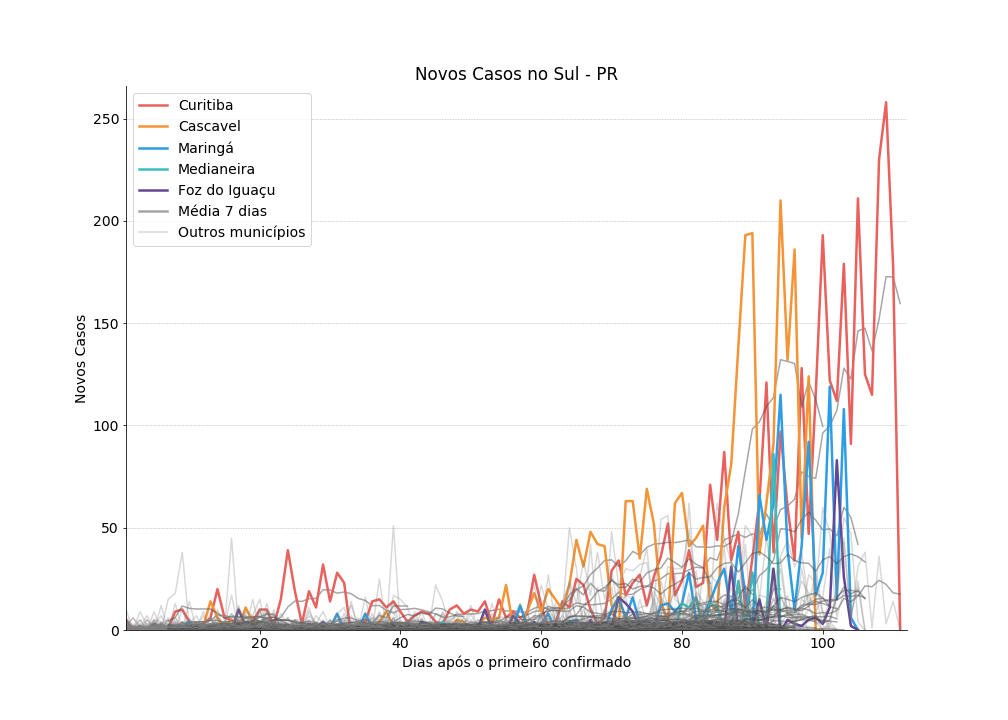 Novos Casos no Sul - PR
Curitiba
Cascavel
Maringá
Medianeira
Foz do Iguaçu
Média 7 dias
Outros municípios
250
200
150
100
50
0
Novos Casos
20 40 60 80 100
Dias após o primeiro confirmado